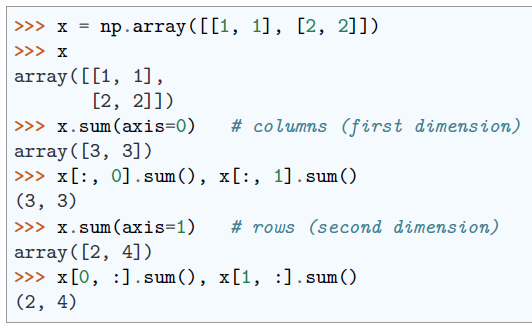 >>> x = np.array([[1, 1], [2, 2]])
>>> x
array([[1, 1],
       [2, 2]])
>>> x.sum(axis=0)   # columns (first dimension)
array([3, 3])
>>> x[:, 0].sum(), x[:, 1].sum()
(3, 3)
>>> x.sum(axis=1)   # rows (second dimension)
array([2, 4])
>>> x[0, :].sum(), x[1, :].sum()
(2, 4)